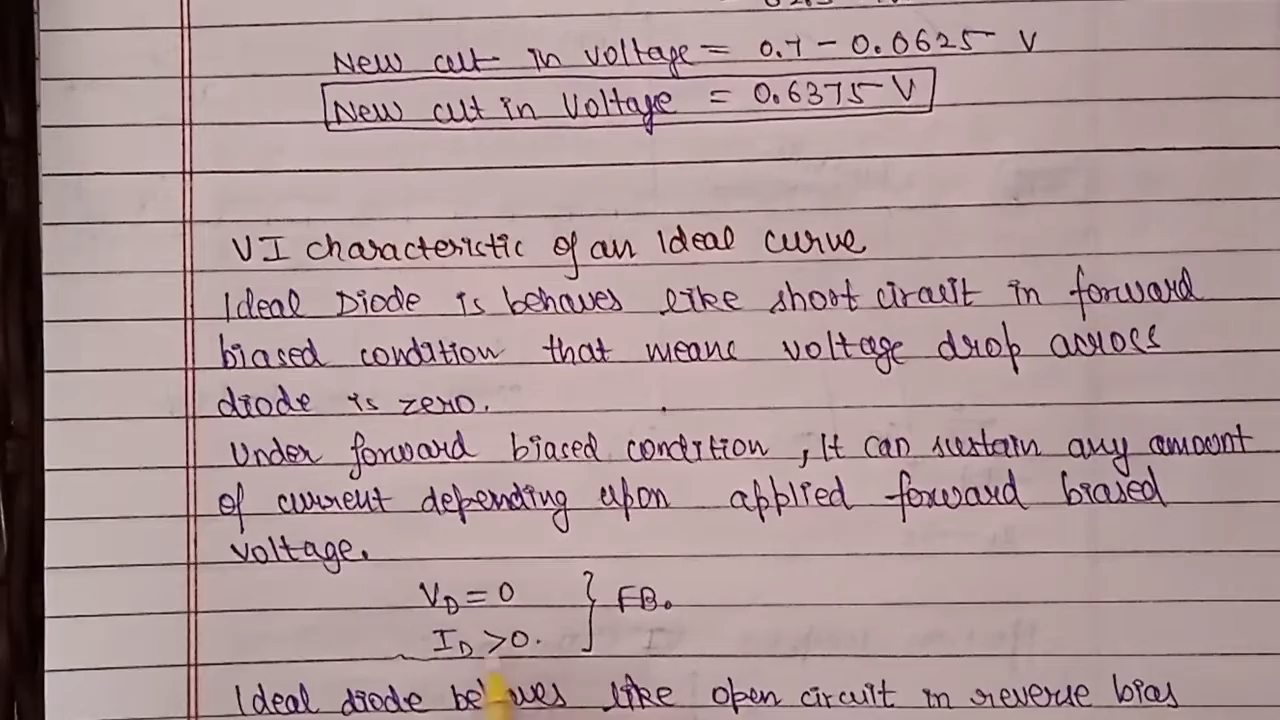 New cut in voltage = 0.7 - 0.0625 V
New cut in Voltage = 0.6375 V
VI characteristic of an Ideal curve
Ideal Diode is behaves like short circuit in forward
biased condition that means voltage drop across
diode is zero.
Under forward biased condition, It can sustain any amount
of current depending upon applied forward biased
voltage.
V_D = 0 } FB.
I_D > 0.
Ideal diode behaves like open circuit in reverse bias